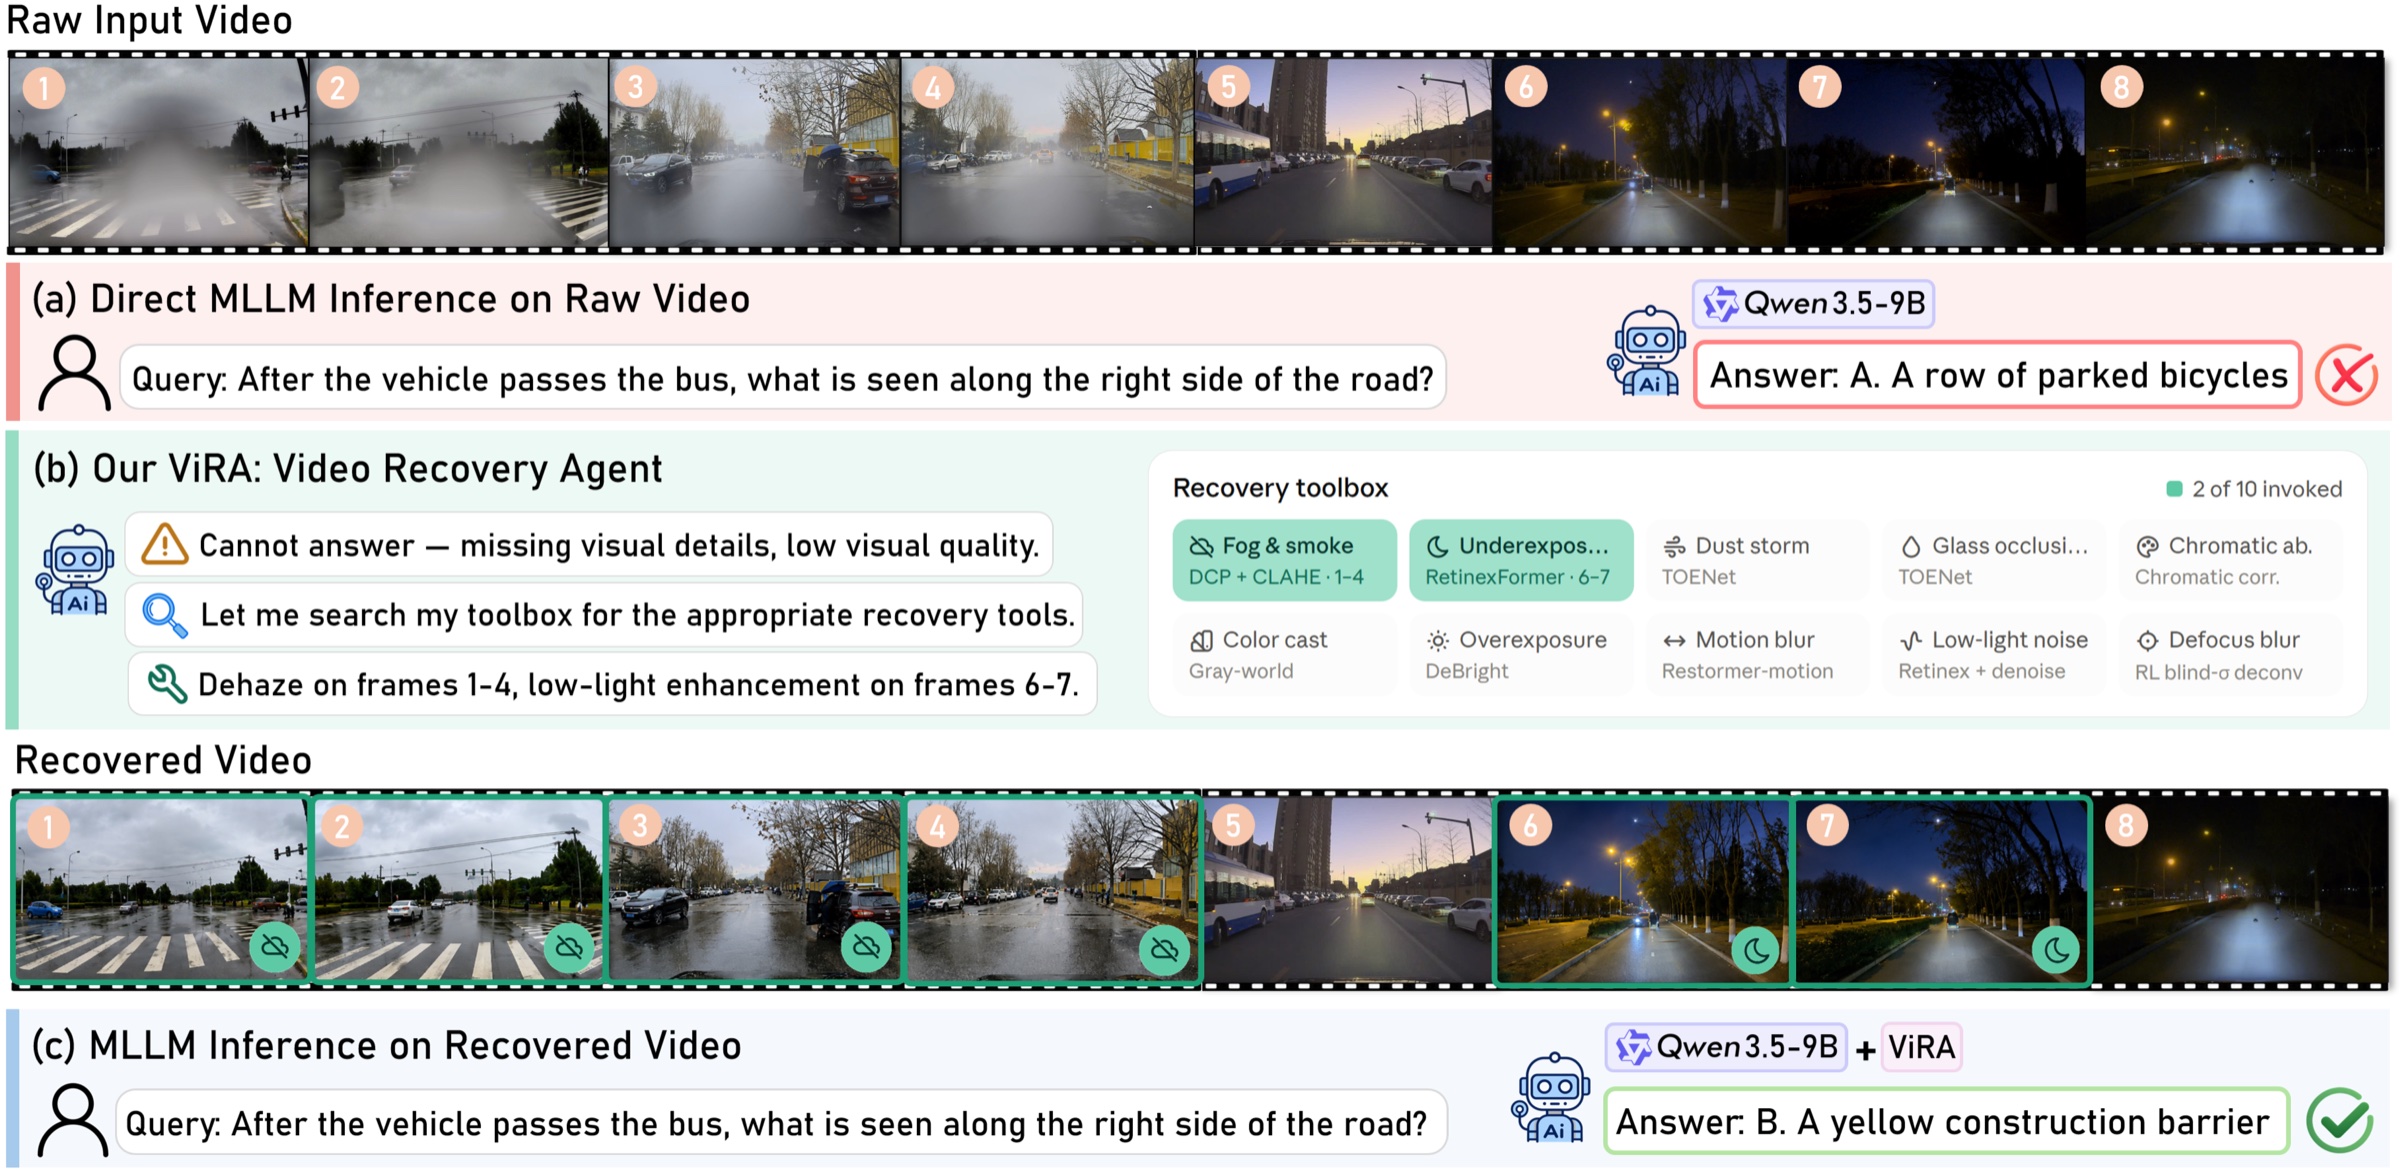 Raw Input Video
1 2 3 4 5 6 7 8
(a) Direct MLLM Inference on Raw Video
Qwen3.5-9B
Query: After the vehicle passes the bus, what is seen along the right side of the road?
Ai
Answer: A. A row of parked bicycles
(b) Our ViRA: Video Recovery Agent
Ai
Cannot answer — missing visual details, low visual quality.
Let me search my toolbox for the appropriate recovery tools.
Dehaze on frames 1-4, low-light enhancement on frames 6-7.
Recovery toolbox
2 of 10 invoked
Fog & smoke
DCP + CLAHE · 1-4
Underexpos...
RetinexFormer · 6-7
Dust storm
TOENet
Glass occlusi...
TOENet
Chromatic ab.
Chromatic corr.
Color cast
Gray-world
Overexposure
DeBright
Motion blur
Restormer-motion
Low-light noise
Retinex + denoise
Defocus blur
RL blind-σ deconv
Recovered Video
1 2 3 4 5 6 7 8
(c) MLLM Inference on Recovered Video
Qwen3.5-9B + ViRA
Query: After the vehicle passes the bus, what is seen along the right side of the road?
Ai
Answer: B. A yellow construction barrier